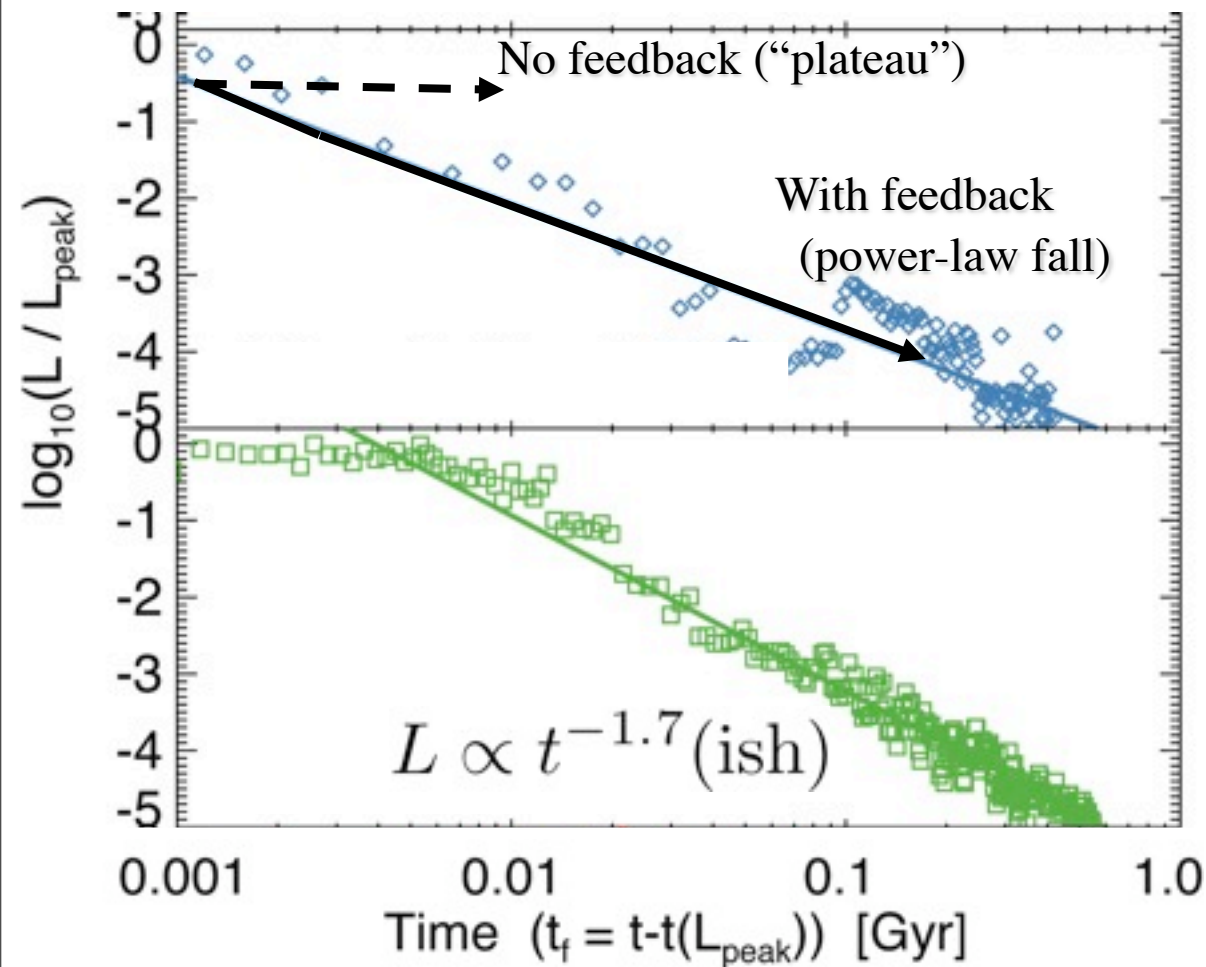 0
-1
-2
-3
-4
-5
No feedback (“plateau”)
With feedback
(power-law fall)
log₁₀(L / Lpeak)
0
-1
-2
-3
-4
-5
L ∝ t^−1.7(ish)
0.001 0.01 0.1 1.0
Time (tf = t-t(Lpeak)) [Gyr]